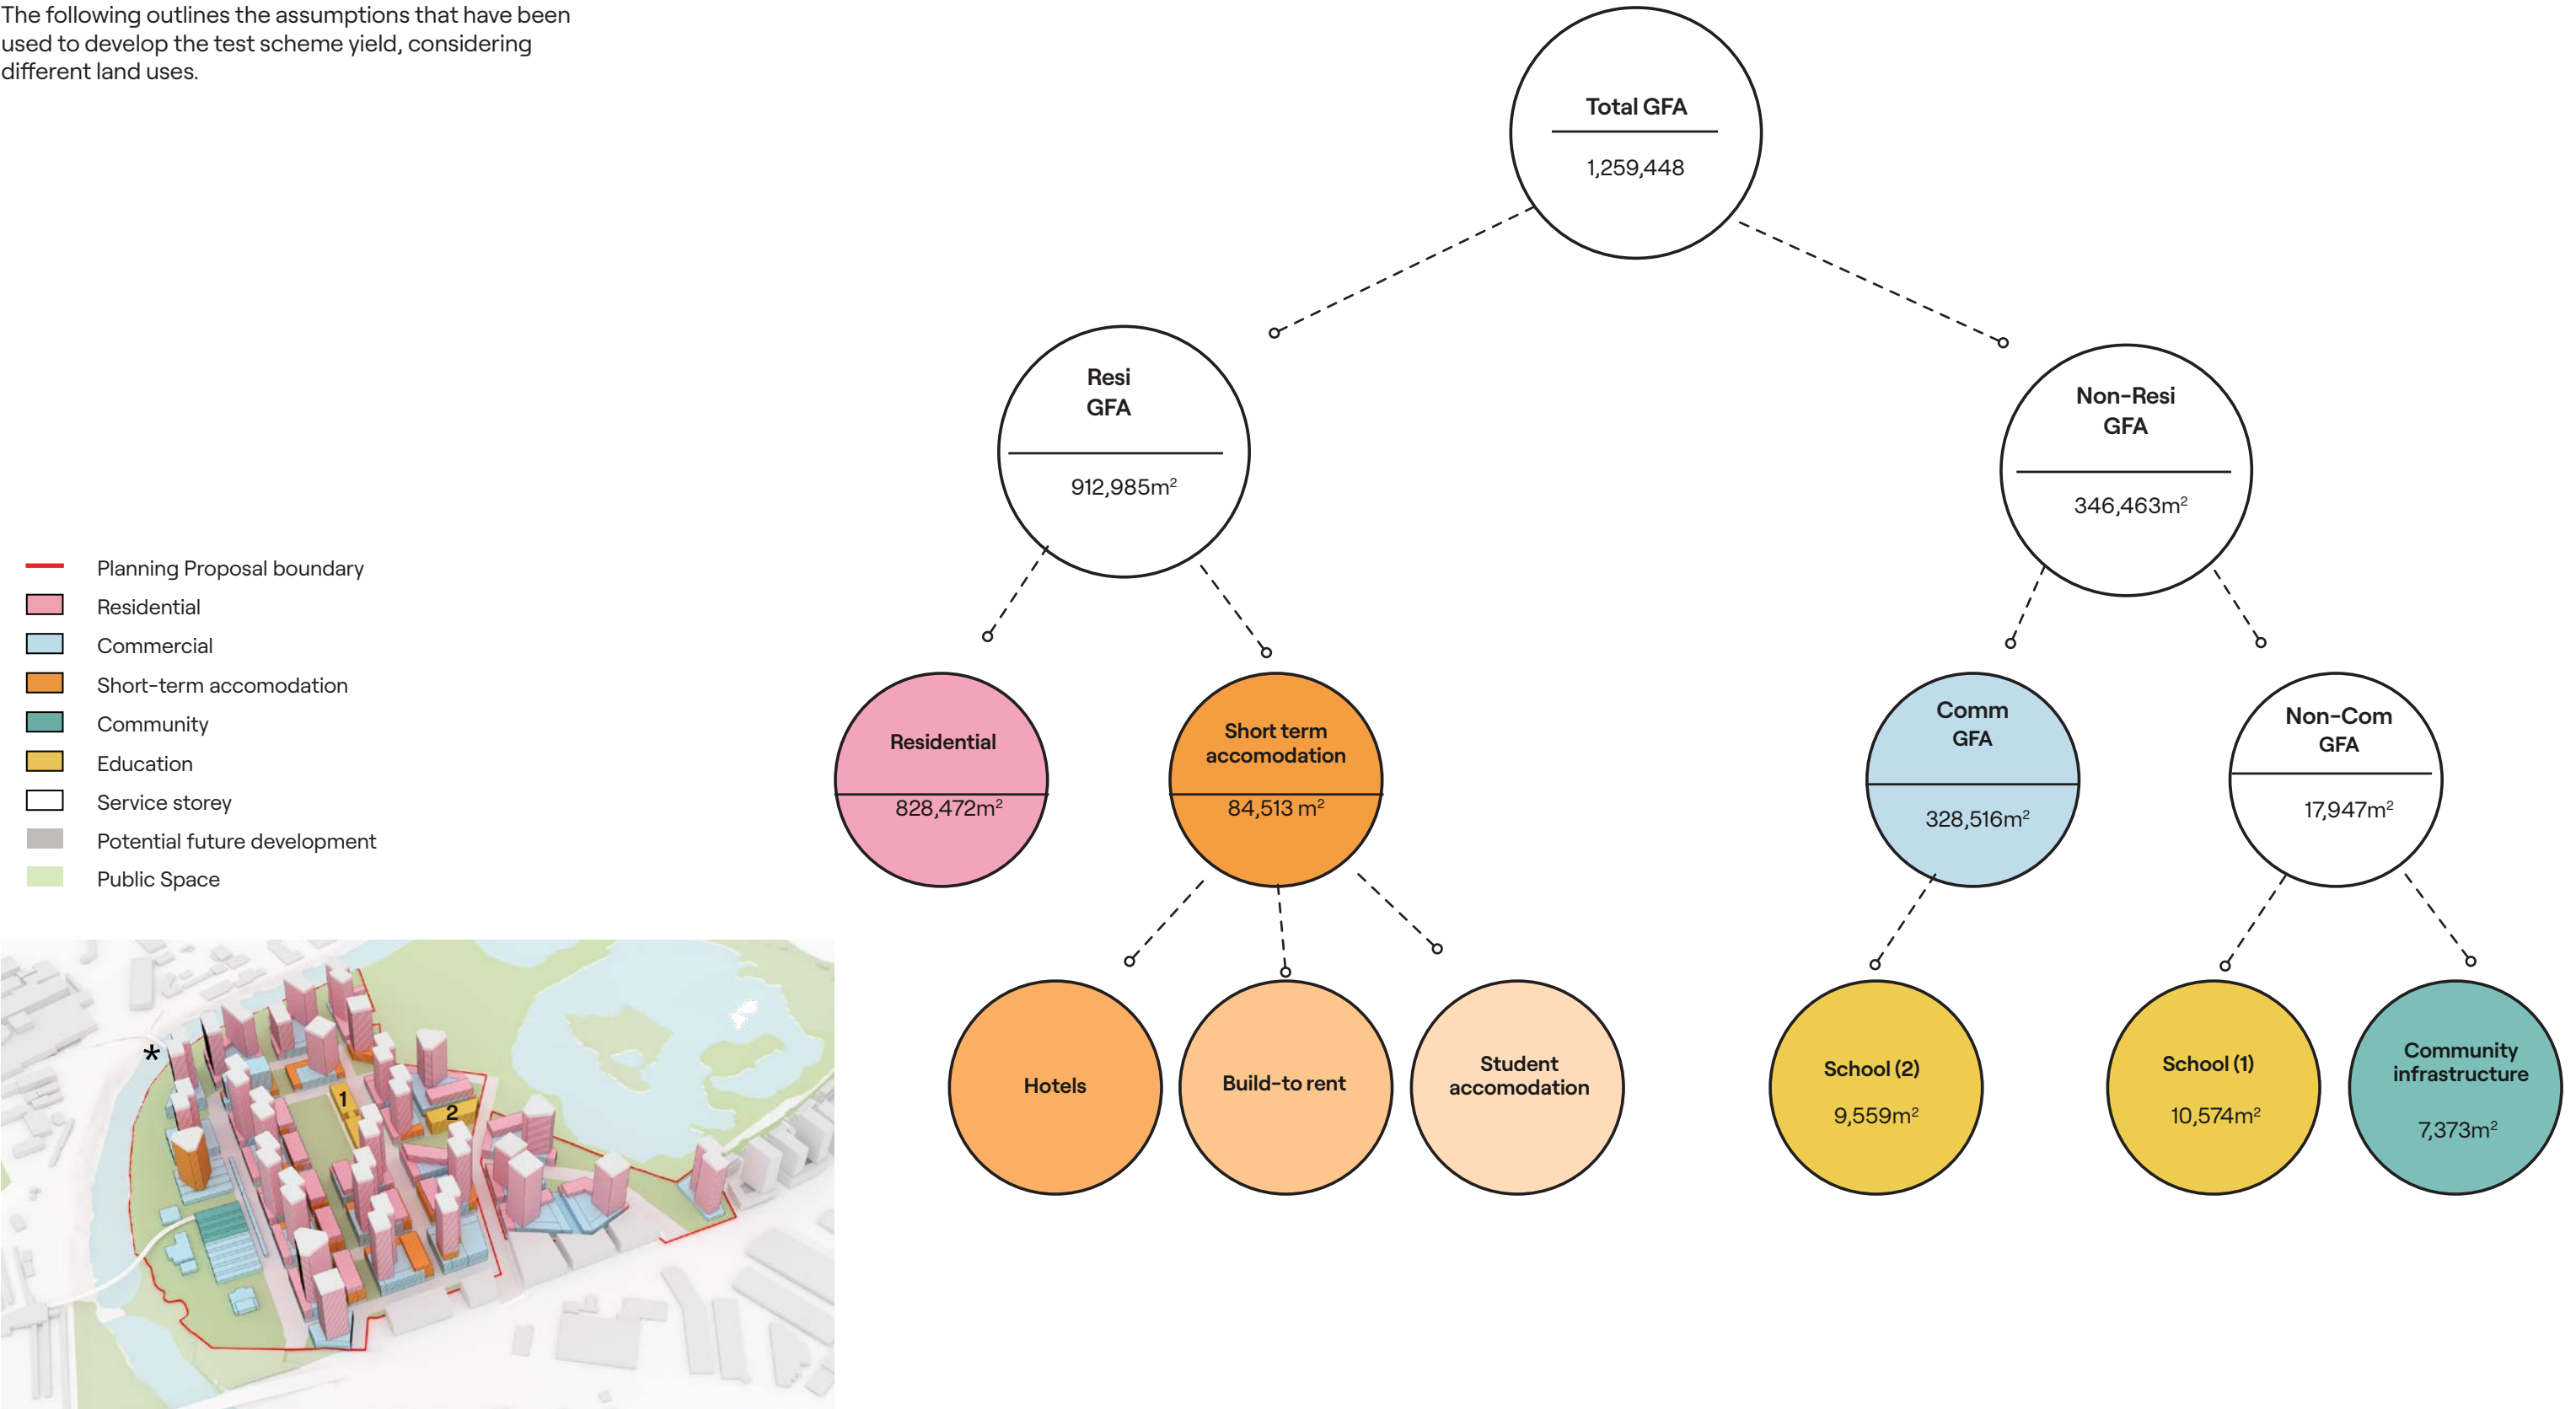 The following outlines the assumptions that have been
used to develop the test scheme yield, considering
different land uses.
Total GFA
1,259,448
Resi
GFA
912,985m²
Non-Resi
GFA
346,463m²
Planning Proposal boundary
Residential
Commercial
Short-term accomodation
Community
Education
Service storey
Potential future development
Public Space
Residential
828,472m²
Short term
accomodation
84,513 m²
Comm
GFA
328,516m²
Non-Com
GFA
17,947m²
Hotels
Build-to rent
Student
accomodation
School (2)
9,559m²
School (1)
10,574m²
Community
infrastructure
7,373m²
*
1
2